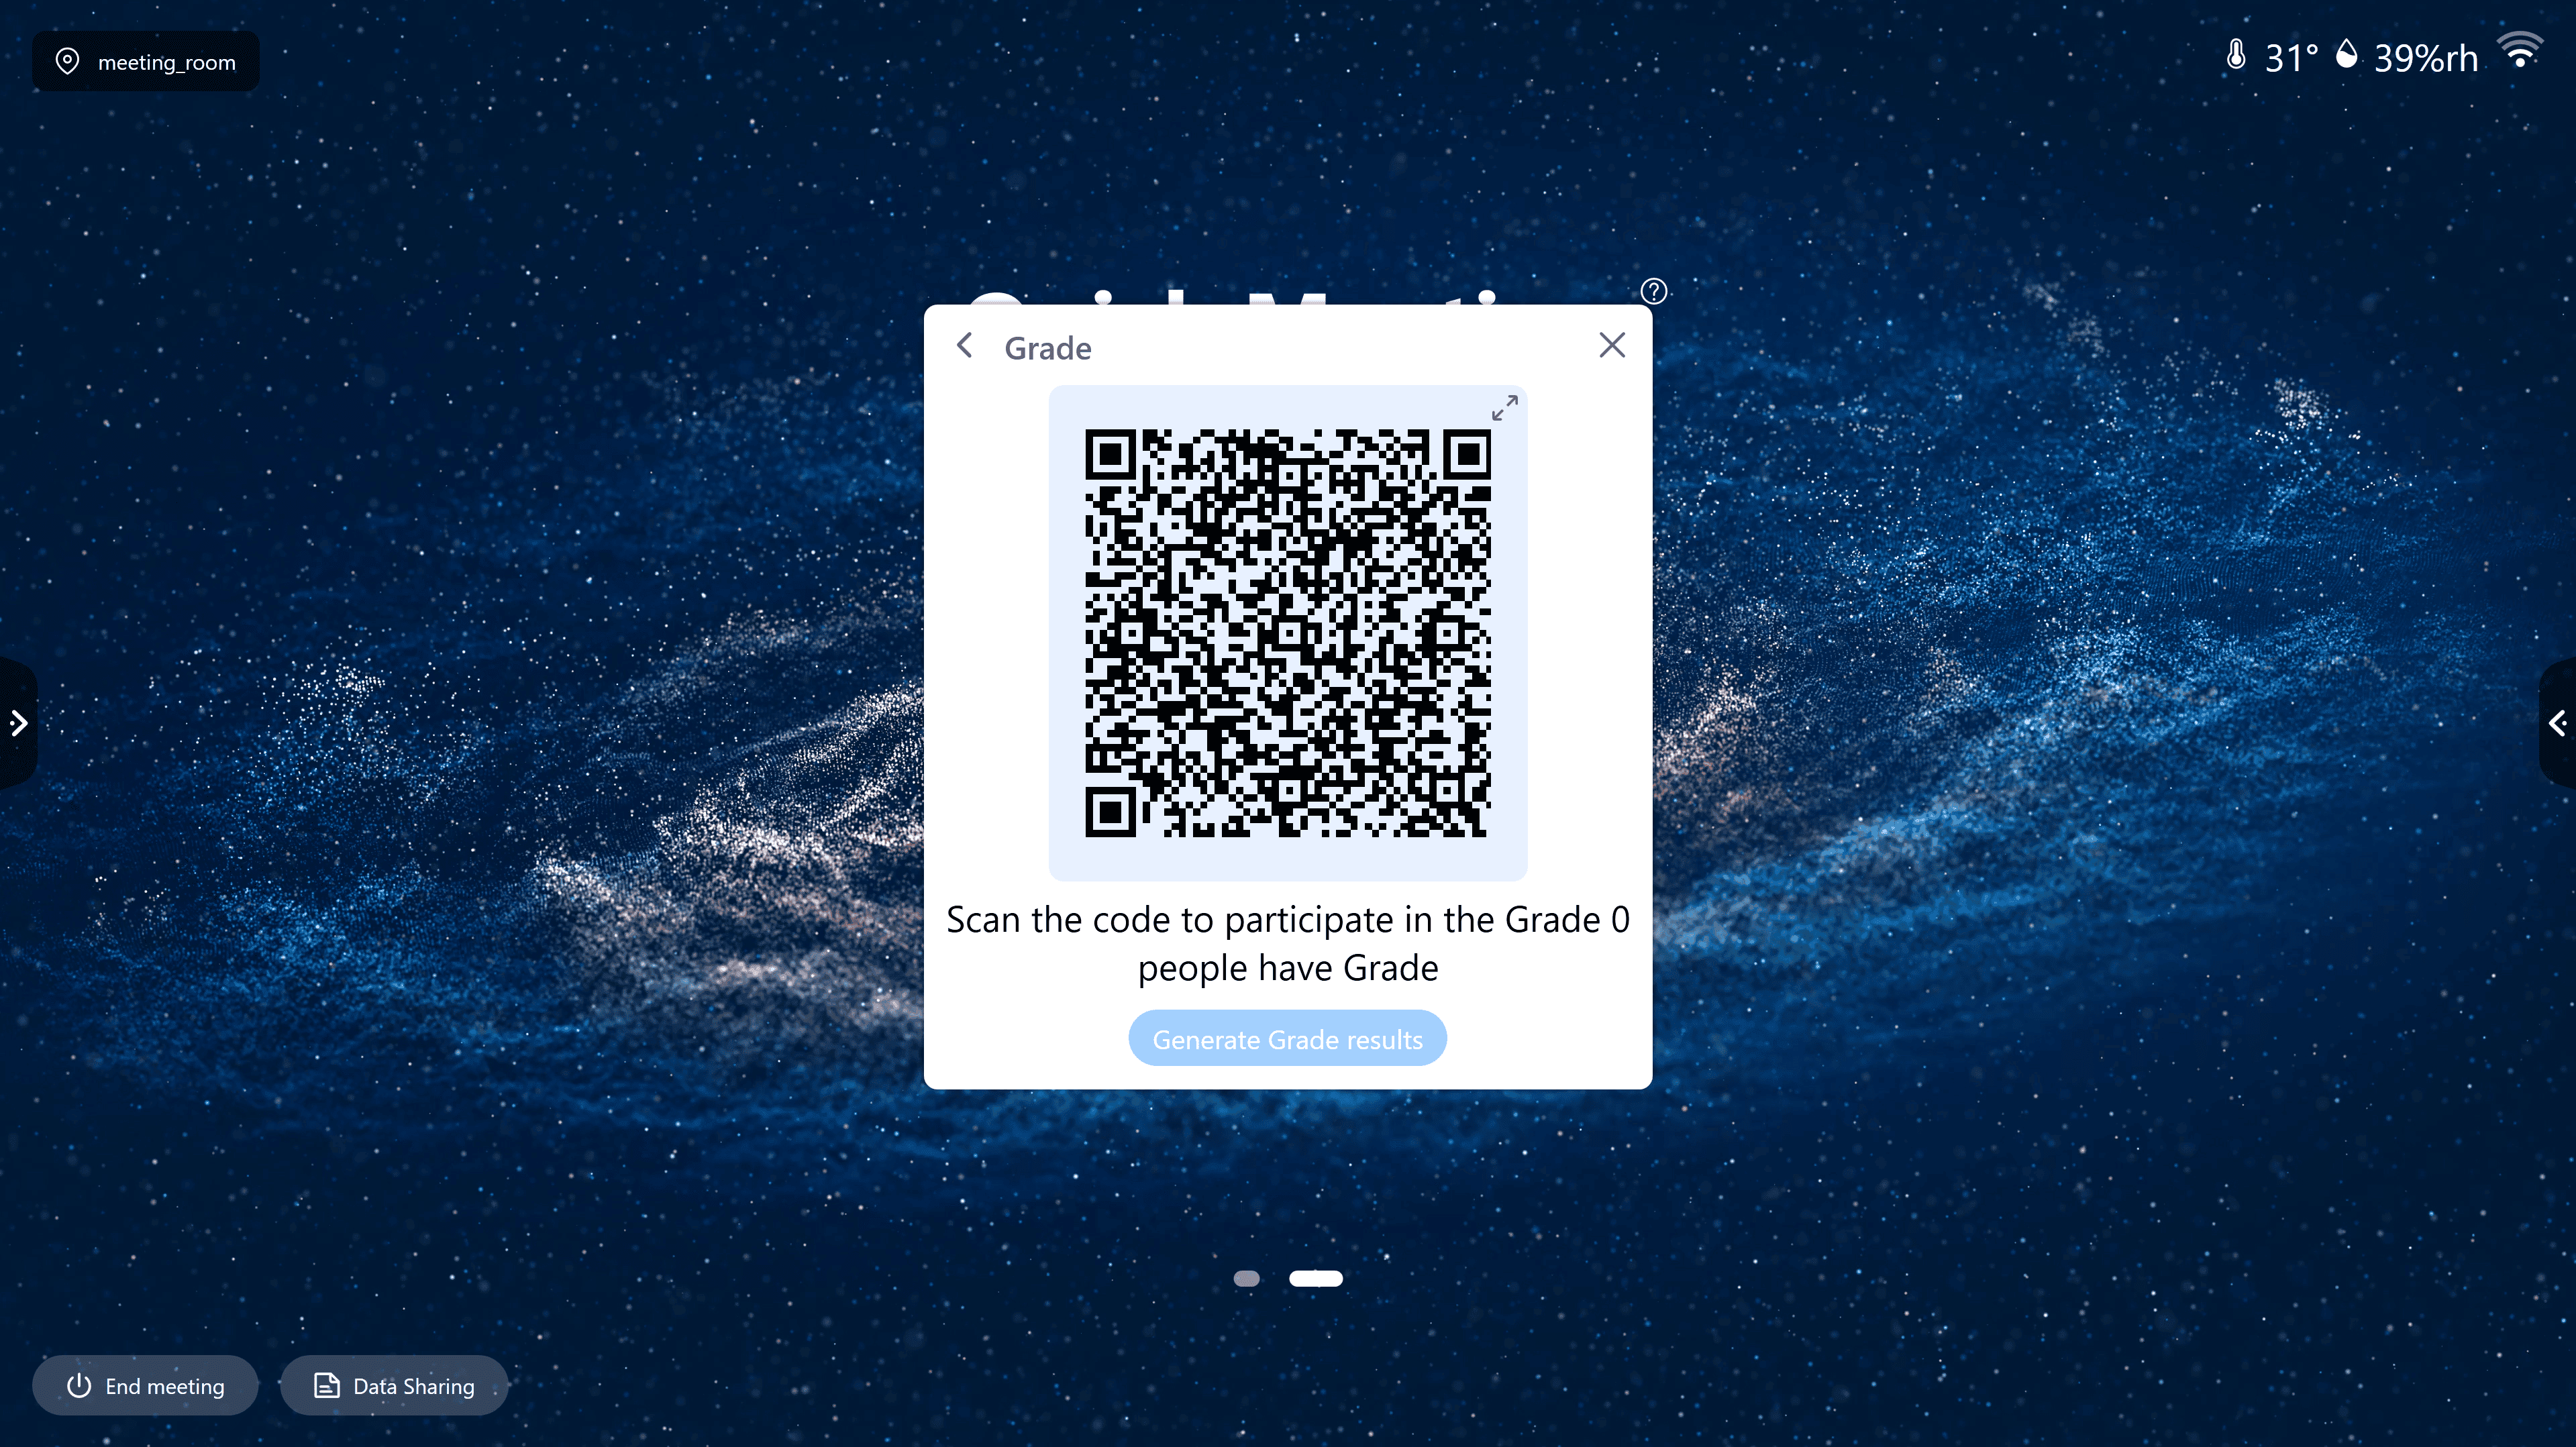 meeting_room
31° 39%rh
Grade
Scan the code to participate in the Grade 0
people have Grade
Generate Grade results
End meeting
Data Sharing